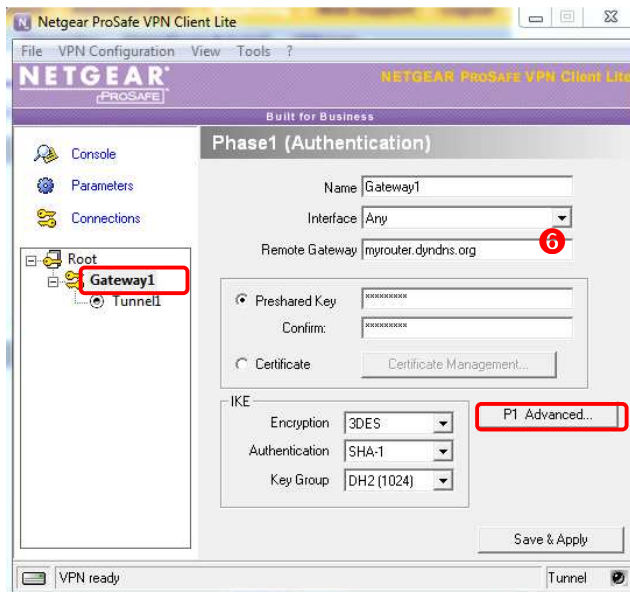 Netgear ProSafe VPN Client Lite
File VPN Configuration View Tools ?
NETGEAR
PROSAFE
NETGEAR PROSAFE VPN Client Lite
Built for Business
Console
Parameters
Connections
Root
Gateway1
Tunnel1
Phase1 (Authentication)
Name Gateway1
Interface Any
Remote Gateway myrouter.dyndns.org
6
Preshared Key xxxxxxxxx
Confirm: xxxxxxxxx
Certificate Certificate Management...
IKE
Encryption 3DES
Authentication SHA-1
Key Group DH2 (1024)
P1 Advanced...
Save & Apply
VPN ready
Tunnel